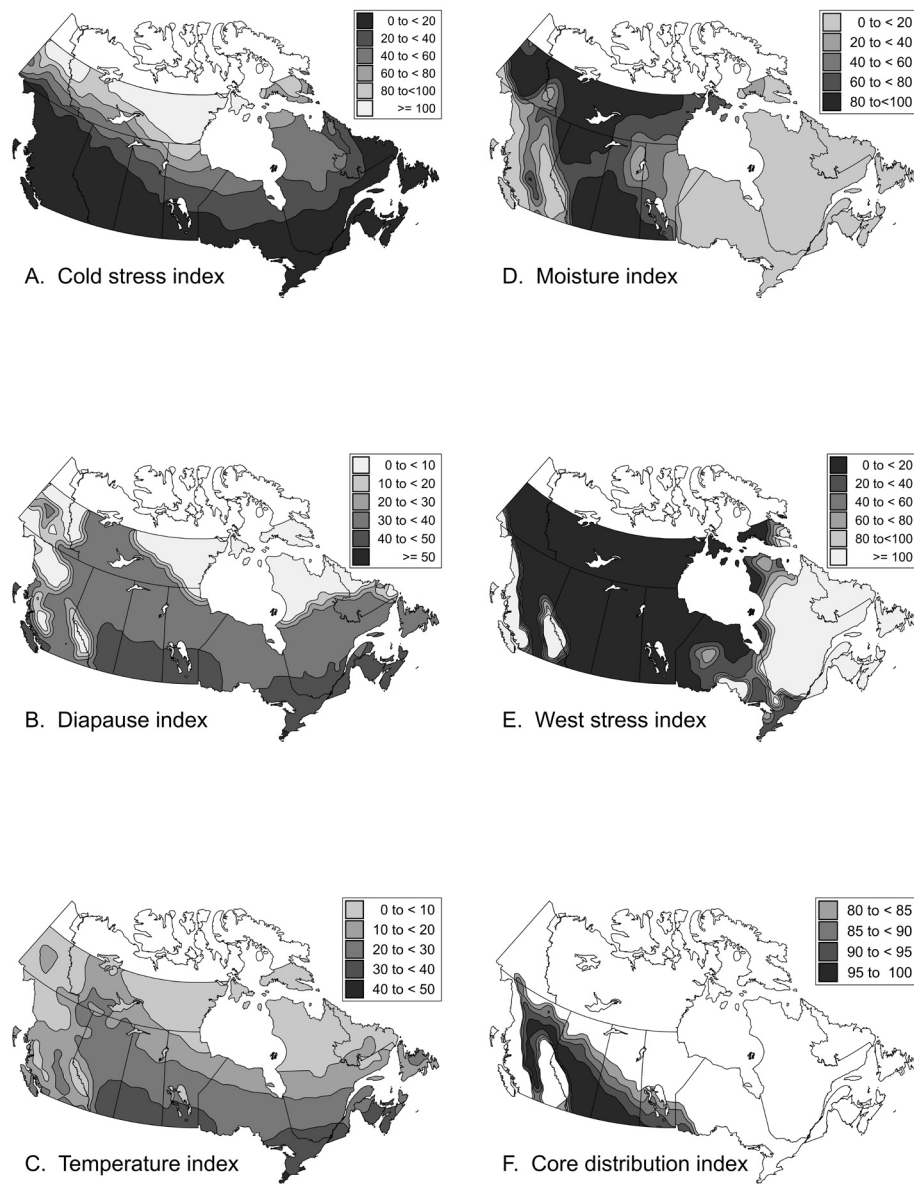 0 to < 20
20 to < 40
40 to < 60
60 to < 80
80 to<100
>= 100
A. Cold stress index
0 to < 20
20 to < 40
40 to < 60
60 to < 80
80 to<100
D. Moisture index
0 to < 10
10 to < 20
20 to < 30
30 to < 40
40 to < 50
>= 50
B. Diapause index
0 to < 20
20 to < 40
40 to < 60
60 to < 80
80 to<100
>= 100
E. West stress index
0 to < 10
10 to < 20
20 to < 30
30 to < 40
40 to < 50
C. Temperature index
80 to < 85
85 to < 90
90 to < 95
95 to 100
F. Core distribution index